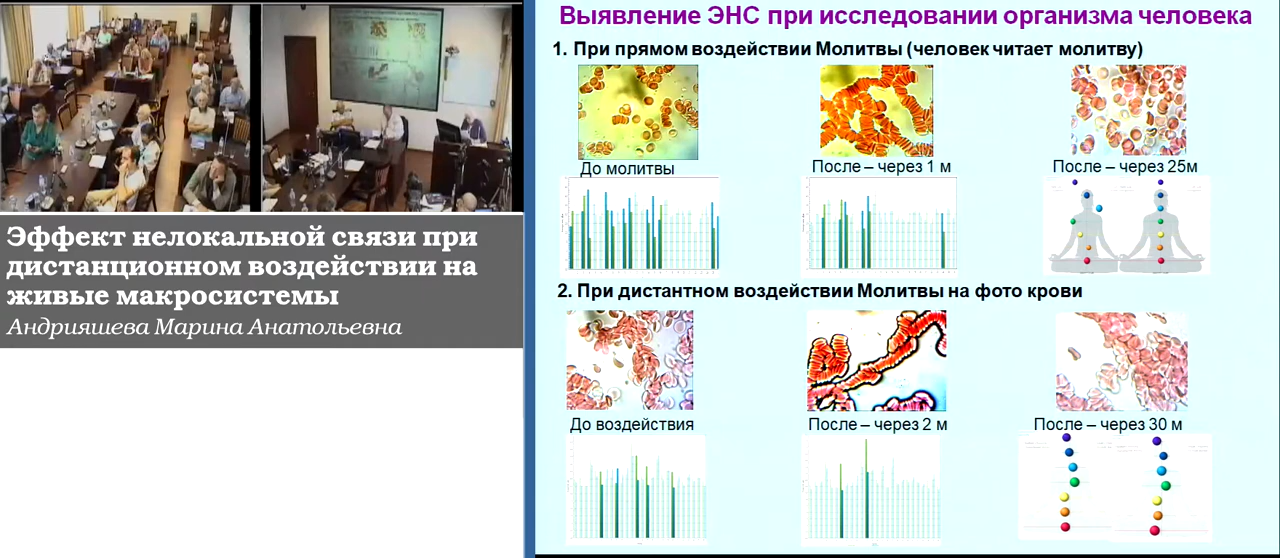 Эффект нелокальной связи при
дистанционном воздействии на
живые макросистемы
Андрияшева Марина Анатольевна
Выявление ЭНС при исследовании организма человека
1. При прямом воздействии Молитвы (человек читает молитву)
До молитвы
После – через 1 м
После – через 25м
2. При дистантном воздействии Молитвы на фото крови
До воздействия
После – через 2 м
После – через 30 м